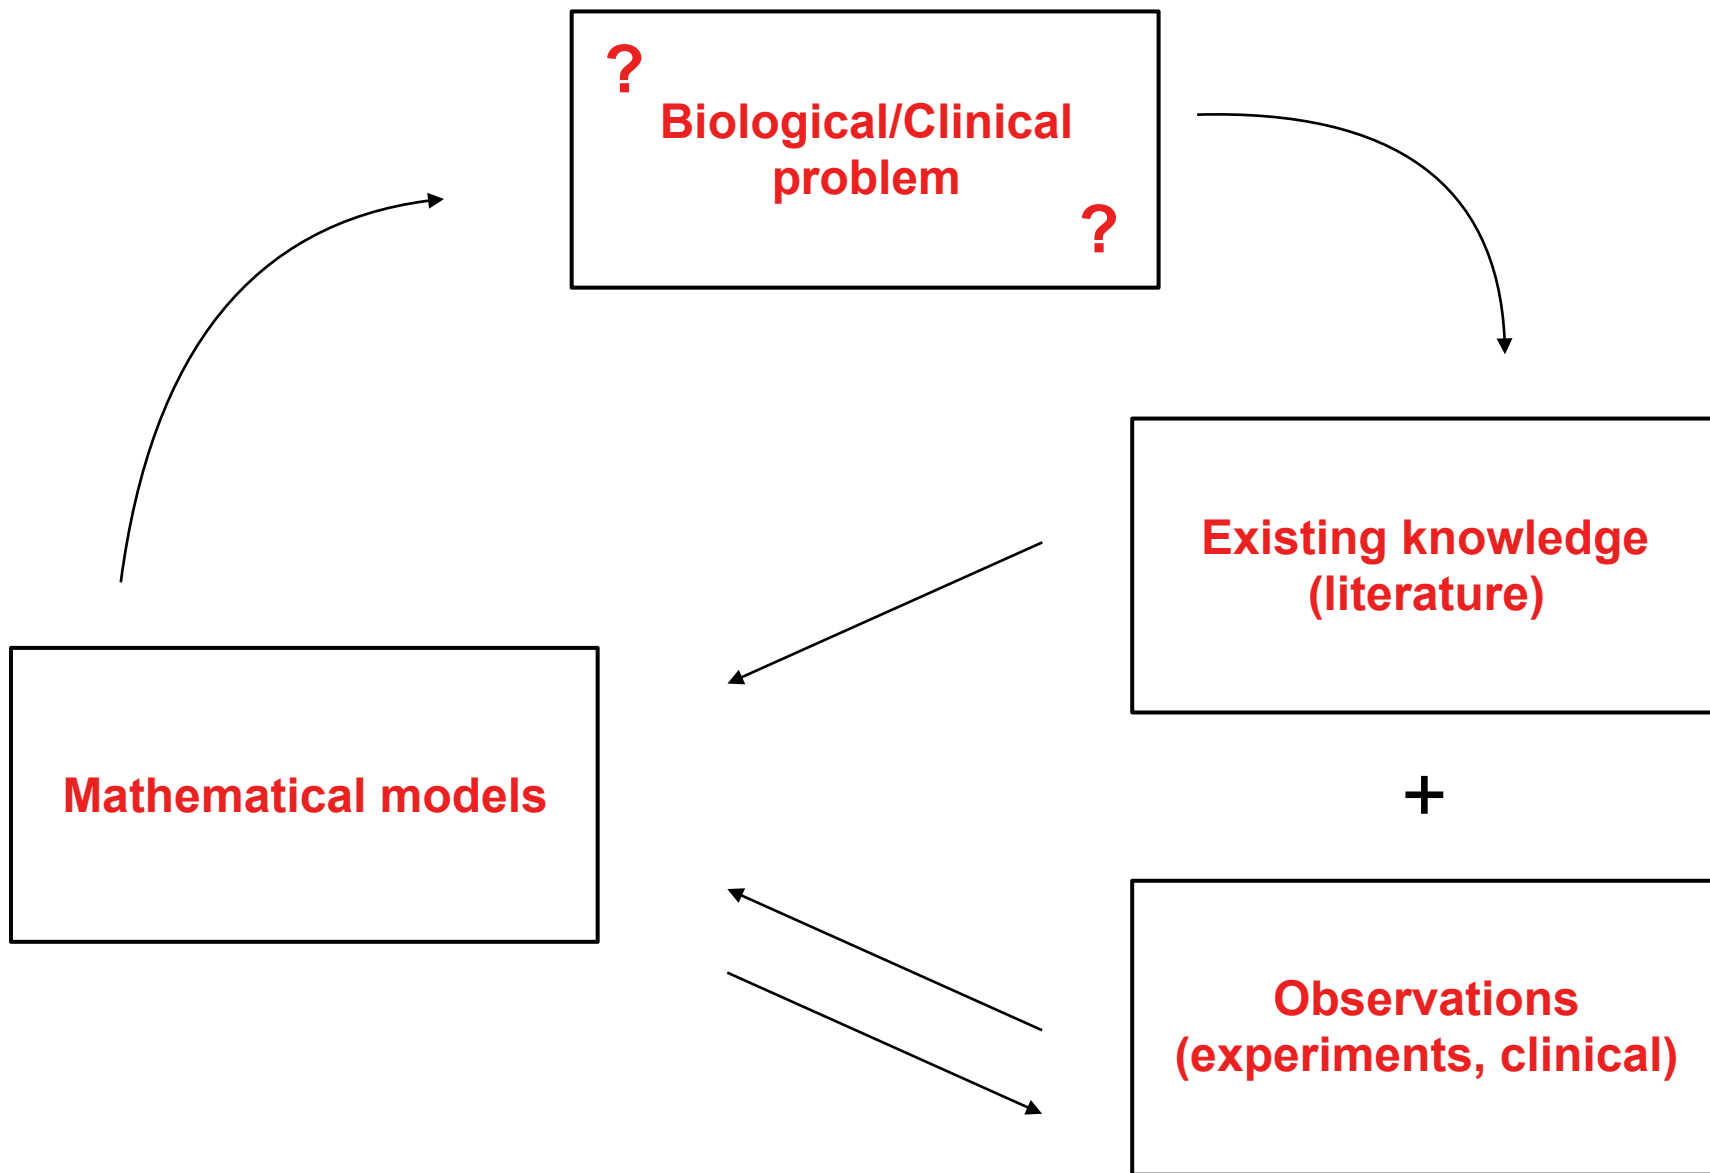 ?
Biological/Clinical
problem
?
Existing knowledge
(literature)
Mathematical models
+
Observations
(experiments, clinical)